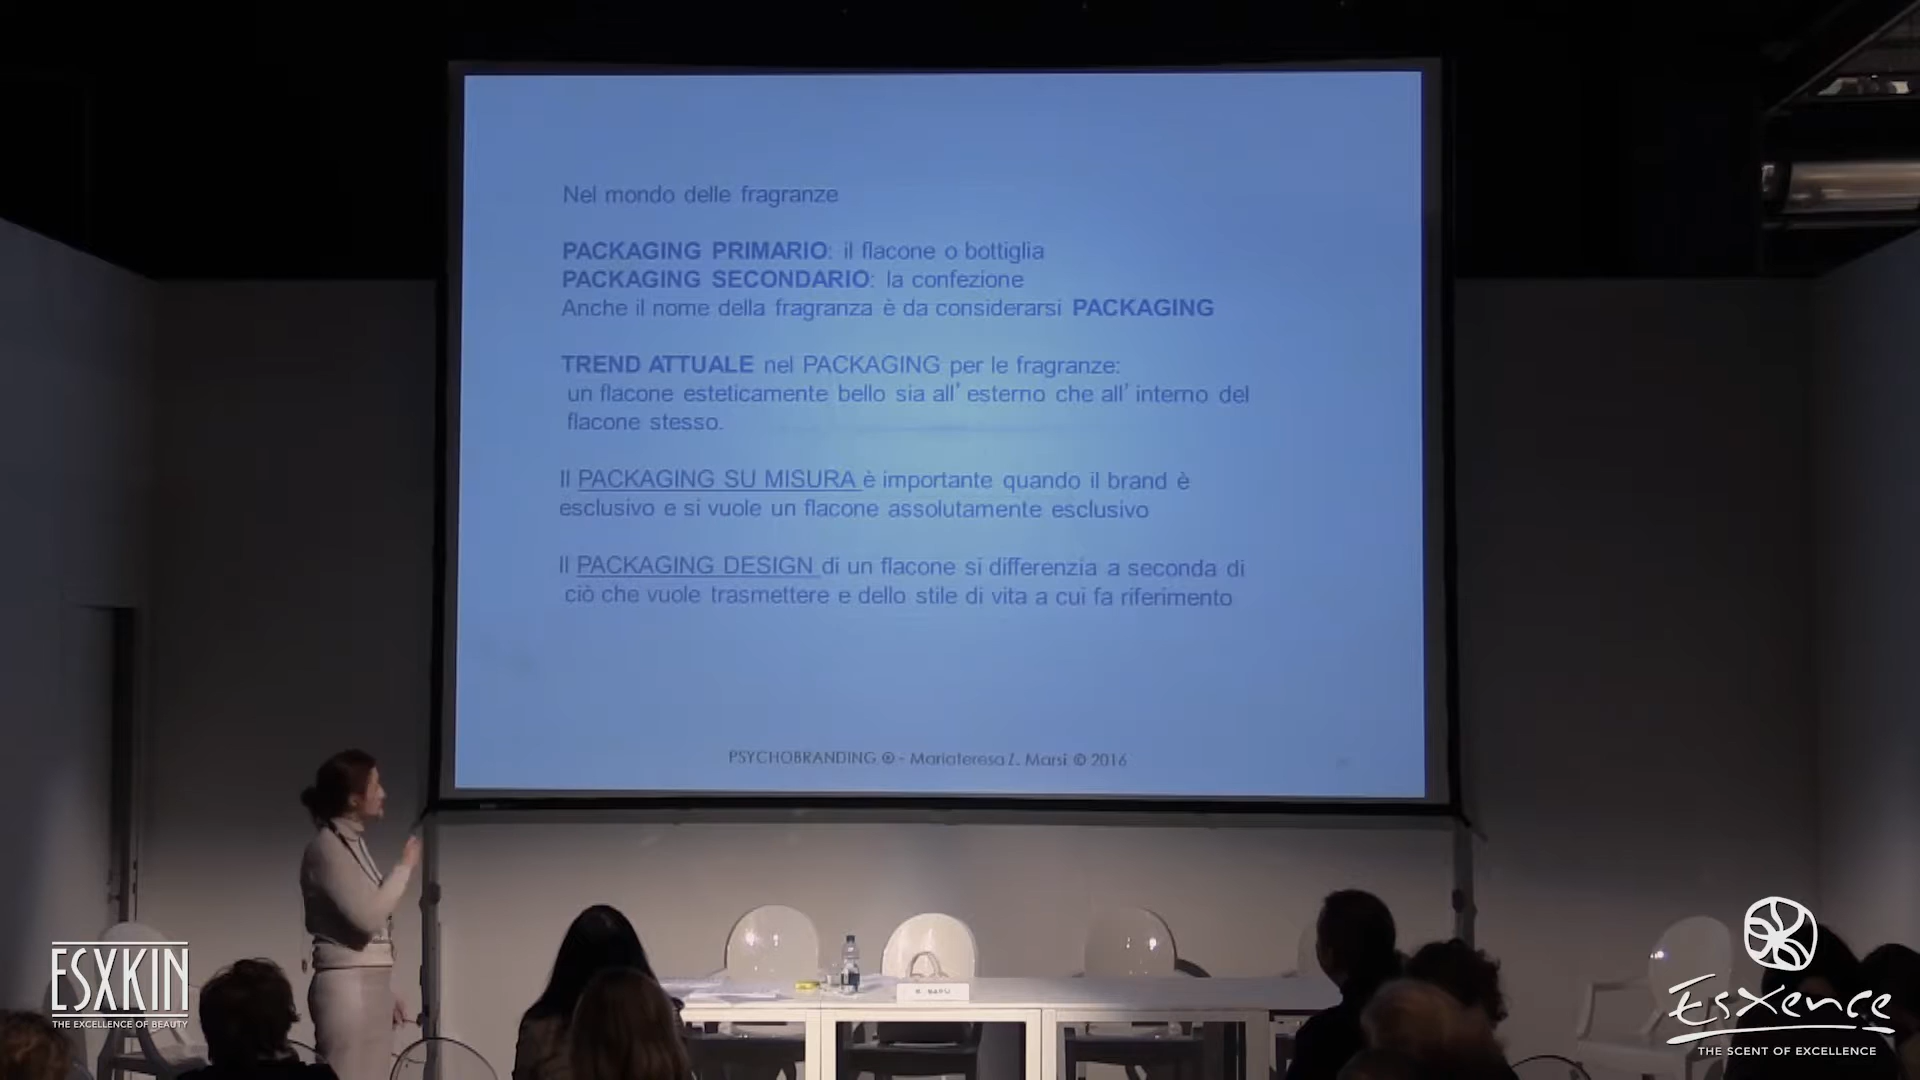 Nel mondo delle fragranze
PACKAGING PRIMARIO: il flacone o bottiglia
PACKAGING SECONDARIO: la confezione
Anche il nome della fragranza è da considerarsi PACKAGING
TREND ATTUALE nel PACKAGING per le fragranze:
un flacone esteticamente bello sia all' esterno che all' interno del
flacone stesso.
Il PACKAGING SU MISURA è importante quando il brand è
esclusivo e si vuole un flacone assolutamente esclusivo
Il PACKAGING DESIGN di un flacone si differenzia a seconda di
ciò che vuole trasmettere e dello stile di vita a cui fa riferimento
PSYCHOBRANDING ® - Mariateresa Z. Marsi © 2016
ESXKIN
THE EXCELLENCE OF BEAUTY
Esxence
THE SCENT OF EXCELLENCE